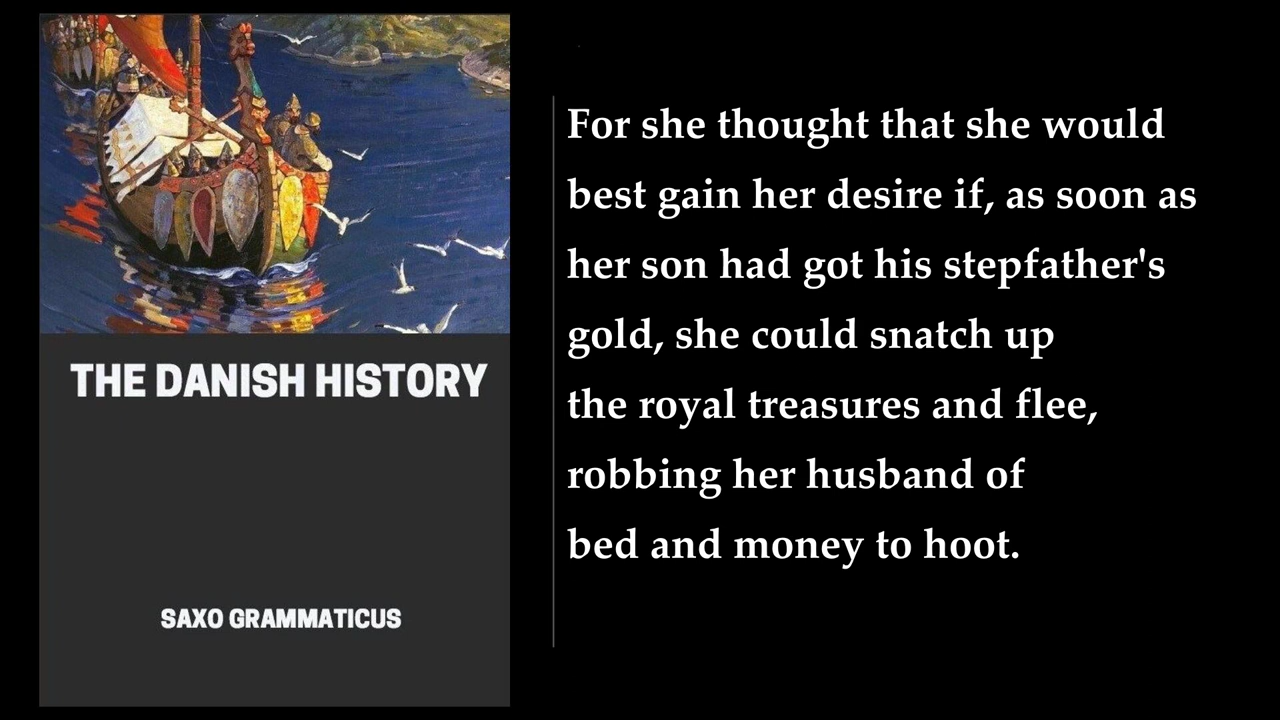 THE DANISH HISTORY
SAXO GRAMMATICUS
For she thought that she would
best gain her desire if, as soon as
her son had got his stepfather's
gold, she could snatch up
the royal treasures and flee,
robbing her husband of
bed and money to hoot.